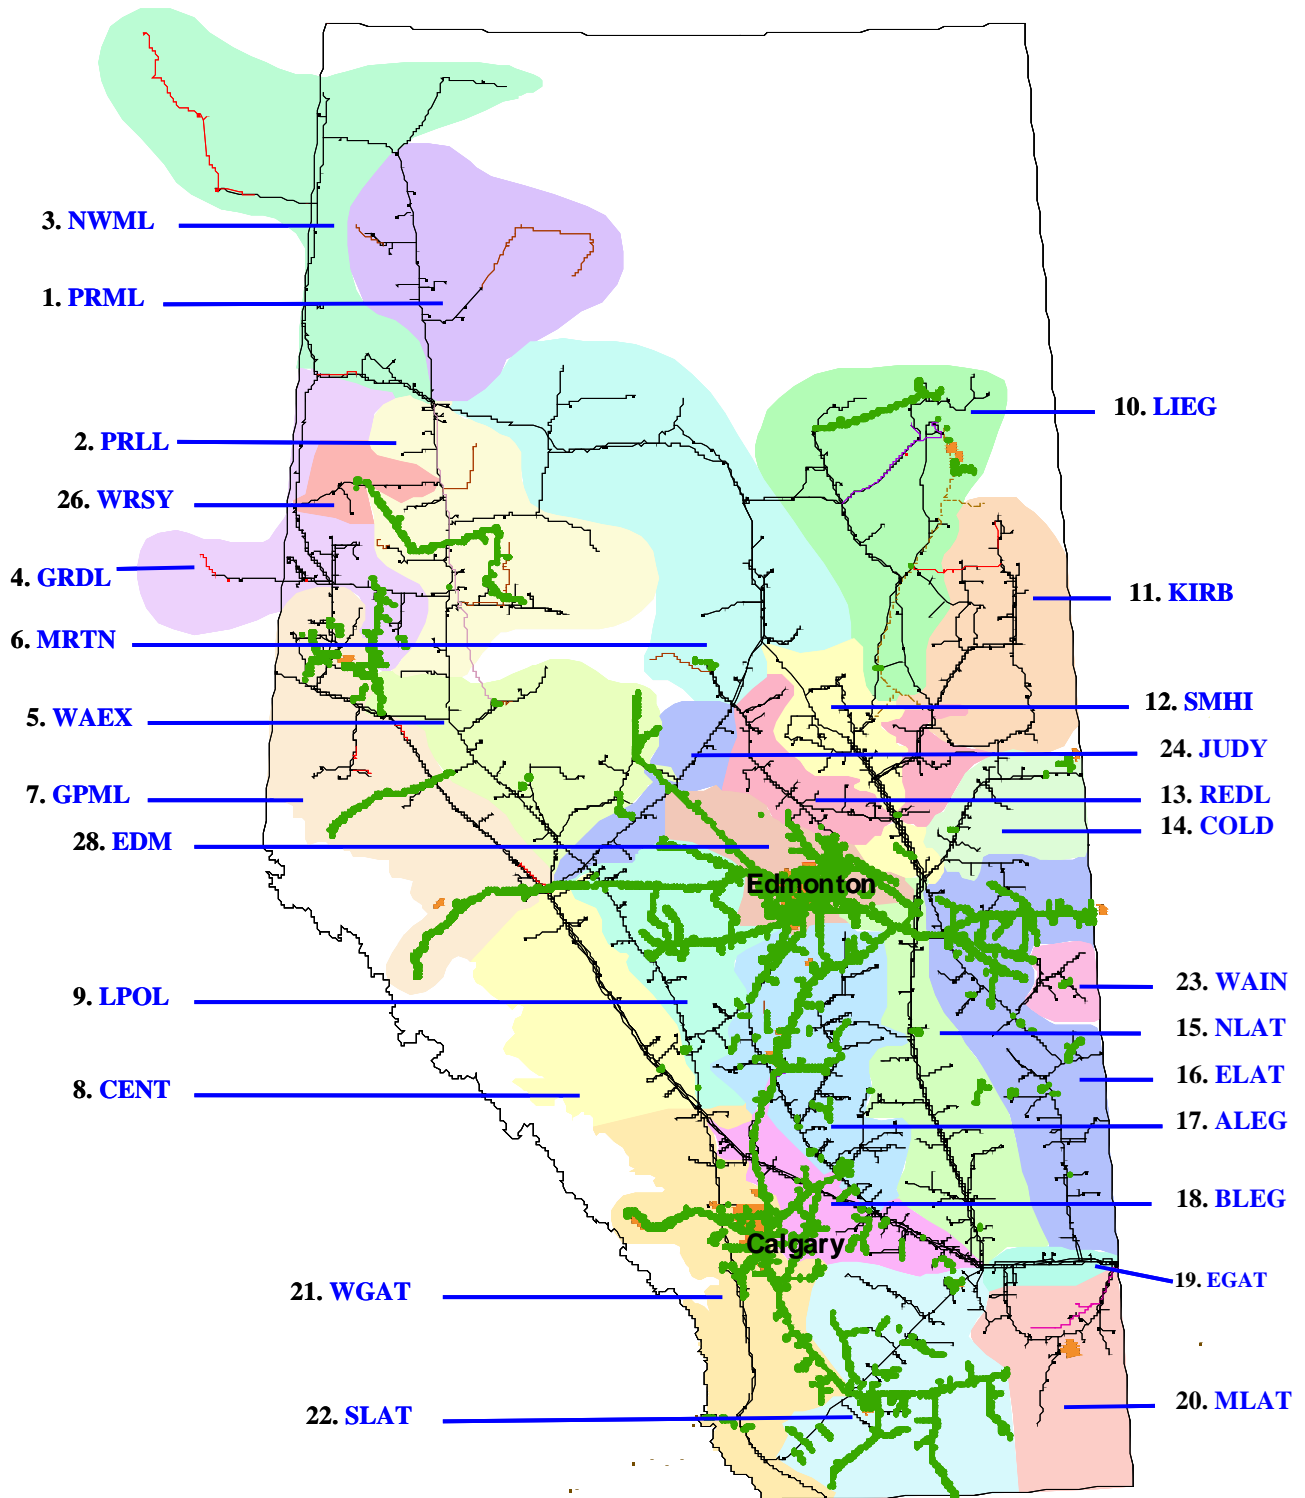 3. NWML
1. PRML
2. PRLL
26. WRSY
4. GRDL
6. MRTN
5. WAEX
7. GPML
28. EDM
9. LPOL
8. CENT
21. WGAT
22. SLAT
Edmonton
Calgary
10. LIEG
11. KIRB
12. SMHI
24. JUDY
13. REDL
14. COLD
23. WAIN
15. NLAT
16. ELAT
17. ALEG
18. BLEG
19. EGAT
20. MLAT